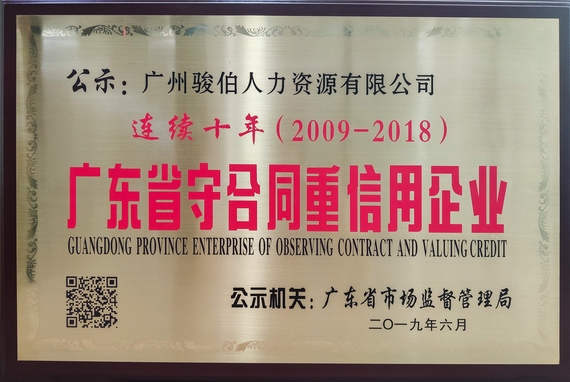 公示：广州骏伯人力资源有限公司
连续十年（2009-2018）
广东省守合同重信用企业
GUANGDONG PROVINCE ENTERPRISE OF OBSERVING CONTRACT AND VALUING CREDIT
公示机关：广东省市场监督管理局
二〇一九年六月